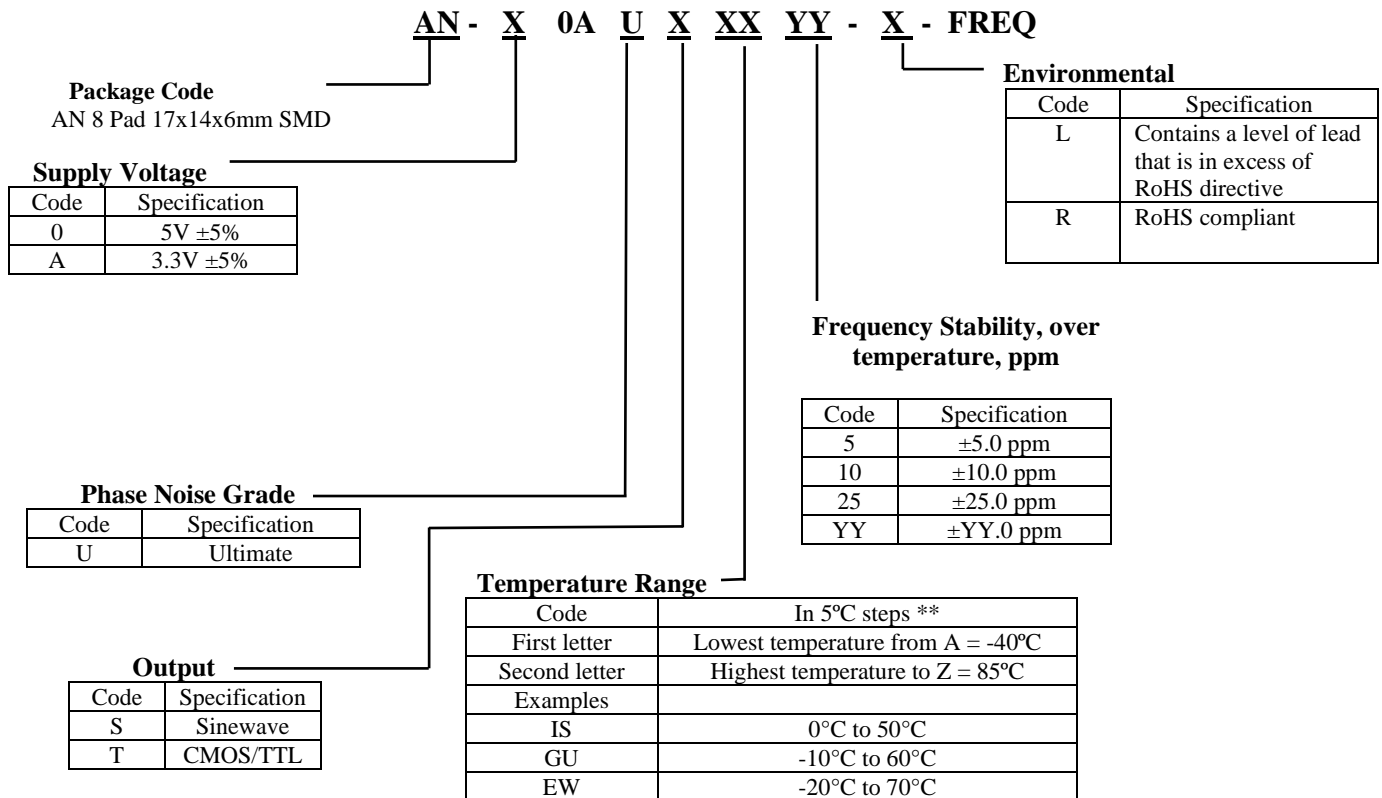 AN - X 0A U X XX YY - X - FREQ
Package Code
AN 8 Pad 17x14x6mm SMD
Supply Voltage
Code Specification
0 5V ±5%
A 3.3V ±5%
Environmental
Code Specification
L Contains a level of lead
that is in excess of
RoHS directive
R RoHS compliant
Frequency Stability, over
temperature, ppm
Code Specification
5 ±5.0 ppm
10 ±10.0 ppm
25 ±25.0 ppm
YY ±YY.0 ppm
Phase Noise Grade
Code Specification
U Ultimate
Temperature Range
Code In 5ºC steps **
First letter Lowest temperature from A = -40ºC
Second letter Highest temperature to Z = 85ºC
Examples
IS 0°C to 50°C
GU -10°C to 60°C
EW -20°C to 70°C
Output
Code Specification
S Sinewave
T CMOS/TTL